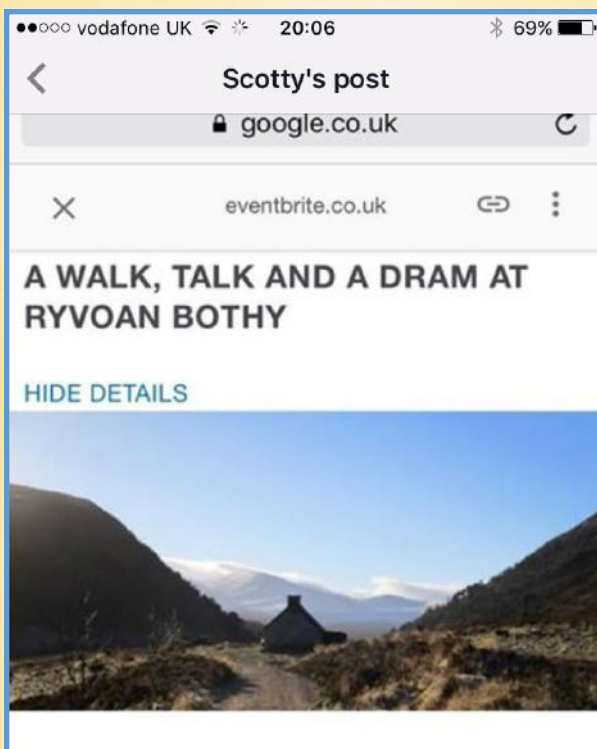 vodafone UK 20:06 69%
Scotty's post
google.co.uk
eventbrite.co.uk
A WALK, TALK AND A DRAM AT
RYVOAN BOTHY
HIDE DETAILS